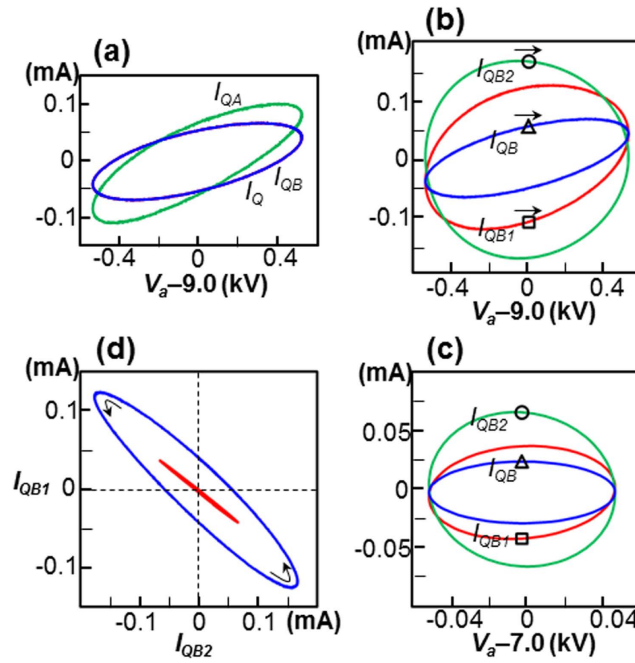 (a)
(mA)
0.1
0
-0.1
I_QA
I_Q
I_QB
-0.4
0
0.4
V_a–9.0 (kV)
(b)
(mA)
0.1
0
-0.1
I_QB2
I_QB
I_QB1
-0.4
0
0.4
V_a–9.0 (kV)
(d)
(mA)
0.1
I_QB1
0
-0.1
-0.1
0
0.1
(mA)
I_QB2
(c)
(mA)
0.05
0
-0.05
I_QB2
I_QB
I_QB1
-0.04
0
0.04
V_a–7.0 (kV)